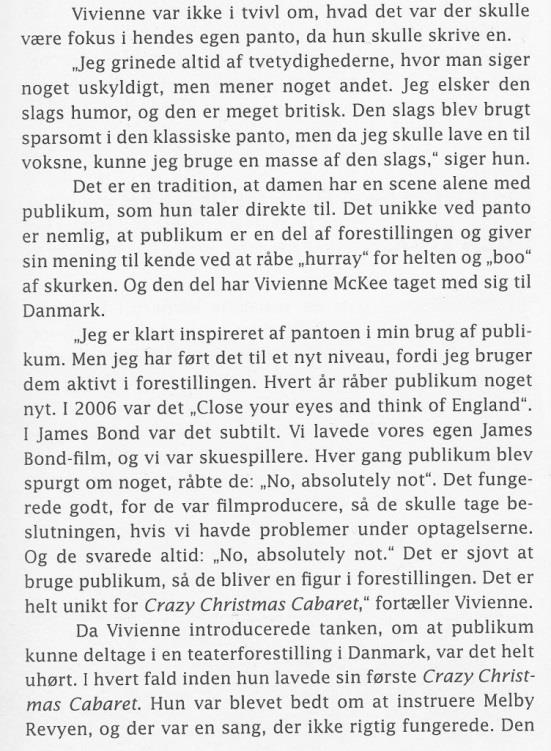 Vivienne var ikke i tvivl om, hvad det var der skulle
være fokus i hendes egen panto, da hun skulle skrive en.
„Jeg grinede altid af tvetydighederne, hvor man siger
noget uskyldigt, men mener noget andet. Jeg elsker den
slags humor, og den er meget britisk. Den slags blev brugt
sparsomt i den klassiske panto, men da jeg skulle lave en til
voksne, kunne jeg bruge en masse af den slags,“ siger hun.
Det er en tradition, at damen har en scene alene med
publikum, som hun taler direkte til. Det unikke ved panto
er nemlig, at publikum er en del af forestillingen og giver
sin mening til kende ved at råbe „hurray“ for helten og „boo“
af skurken. Og den del har Vivienne McKee taget med sig til
Danmark.
„Jeg er klart inspireret af pantoen i min brug af publi-
kum. Men jeg har ført det til et nyt niveau, fordi jeg bruger
dem aktivt i forestillingen. Hvert år råber publikum noget
nyt. I 2006 var det „Close your eyes and think of England“.
I James Bond var det subtilt. Vi lavede vores egen James
Bond-film, og vi var skuespillere. Hver gang publikum blev
spurgt om noget, råbte de: „No, absolutely not“. Det funge-
rede godt, for de var filmproducere, så de skulle tage be-
slutningen, hvis vi havde problemer under optagelserne.
Og de svarede altid: „No, absolutely not.“ Det er sjovt at
bruge publikum, så de bliver en figur i forestillingen. Det er
helt unikt for Crazy Christmas Cabaret,“ fortæller Vivienne.
Da Vivienne introducerede tanken, om at publikum
kunne deltage i en teaterforestilling i Danmark, var det helt
uhørt. I hvert fald inden hun lavede sin første Crazy Christ-
mas Cabaret. Hun var blevet bedt om at instruere Melby
Revyen, og der var en sang, der ikke rigtig fungerede. Den